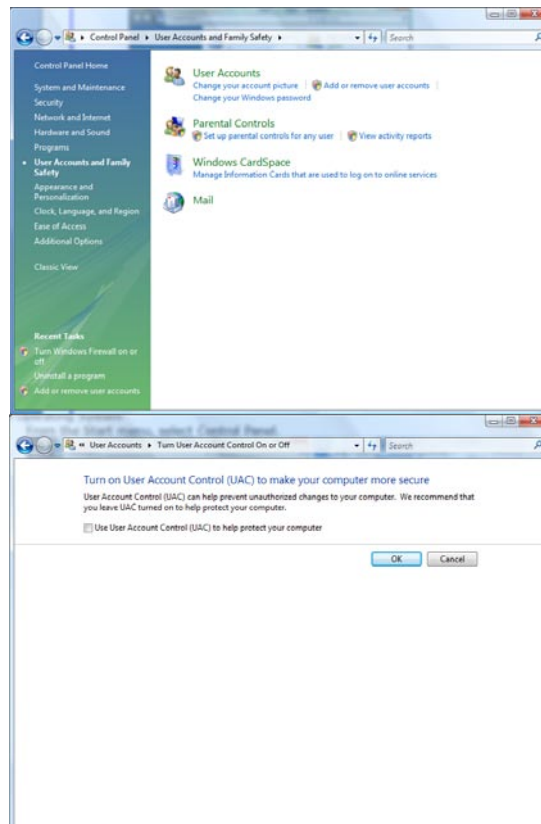 Control Panel ▸ User Accounts and Family Safety ▸
Search
Control Panel Home
System and Maintenance
Security
Network and Internet
Hardware and Sound
Programs
• User Accounts and Family
Safety
Appearance and
Personalization
Clock, Language, and Region
Ease of Access
Additional Options
Classic View
Recent Tasks
Turn Windows Firewall on or
off
Uninstall a program
Add or remove user accounts
User Accounts
Change your account picture
Add or remove user accounts
Change your Windows password
Parental Controls
Set up parental controls for any user
View activity reports
Windows CardSpace
Manage Information Cards that are used to log on to online services
Mail
From the Start menu, select Control Panel.
« User Accounts ▸ Turn User Account Control On or Off
Search
Turn on User Account Control (UAC) to make your computer more secure
User Account Control (UAC) can help prevent unauthorized changes to your computer. We recommend that
you leave UAC turned on to help protect your computer.
Use User Account Control (UAC) to help protect your computer
OK
Cancel